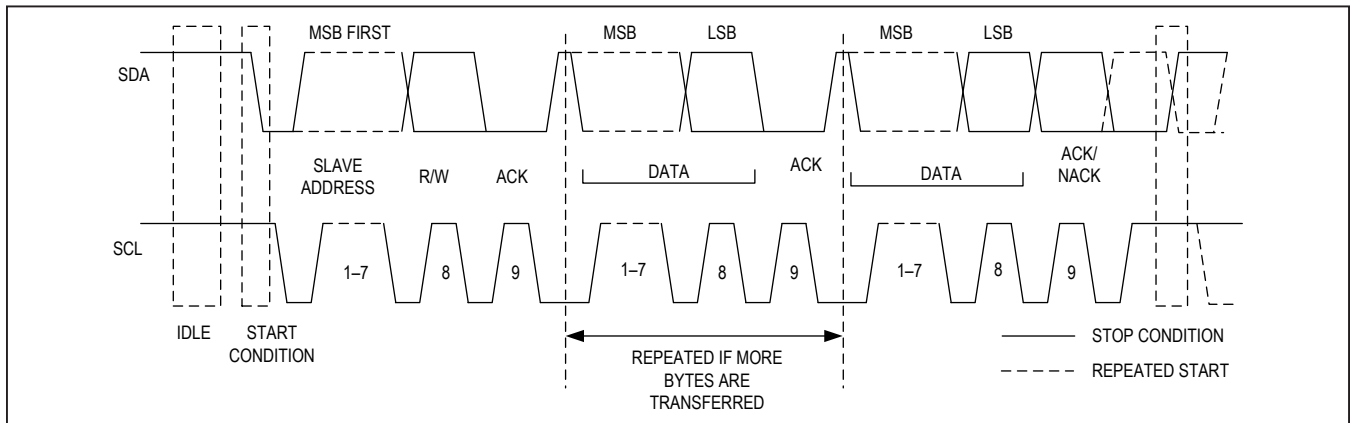 MSB FIRST
MSB
LSB
MSB
LSB
SDA
SLAVE
ADDRESS
R/W
ACK
DATA
ACK
DATA
ACK/
NACK
SCL
1–7
8
9
1–7
8
9
1–7
8
9
IDLE
START
CONDITION
REPEATED IF MORE
BYTES ARE
TRANSFERRED
STOP CONDITION
REPEATED START